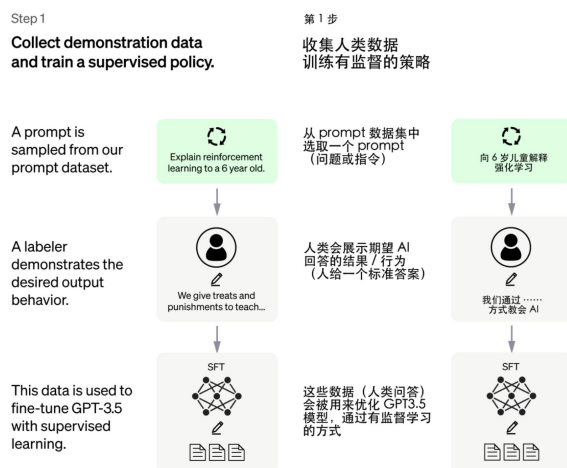 Step 1
Collect demonstration data
and train a supervised policy.
第 1 步
收集人类数据
训练有监督的策略
A prompt is
sampled from our
prompt dataset.
Explain reinforcement
learning to a 6 year old.
从 prompt 数据集中
选取一个 prompt
（问题或指令）
向 6 岁儿童解释
强化学习
A labeler
demonstrates the
desired output
behavior.
We give treats and
punishments to teach...
人类会展示期望 AI
回答的结果 / 行为
（人给一个标准答案）
我们通过 ……
方式教会 AI
This data is used to
fine-tune GPT-3.5
with supervised
learning.
SFT
这些数据（人类问答）
会被用来优化 GPT3.5
模型，通过有监督学习
的方式
SFT